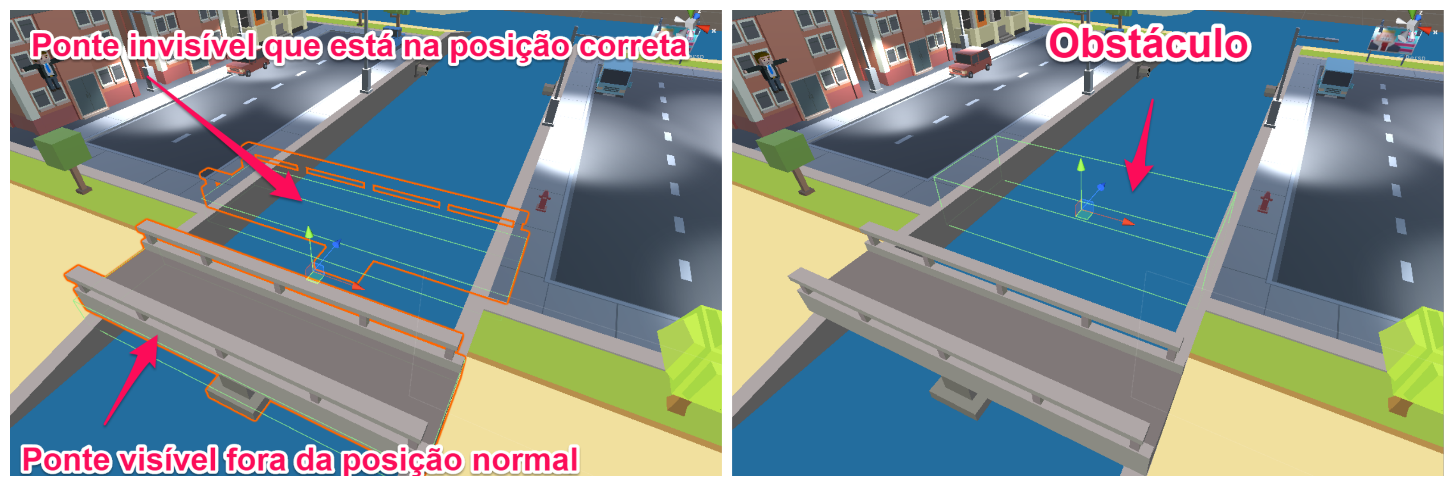 Ponte invisível que está na posição correta
Obstáculo
Ponte visível fora da posição normal